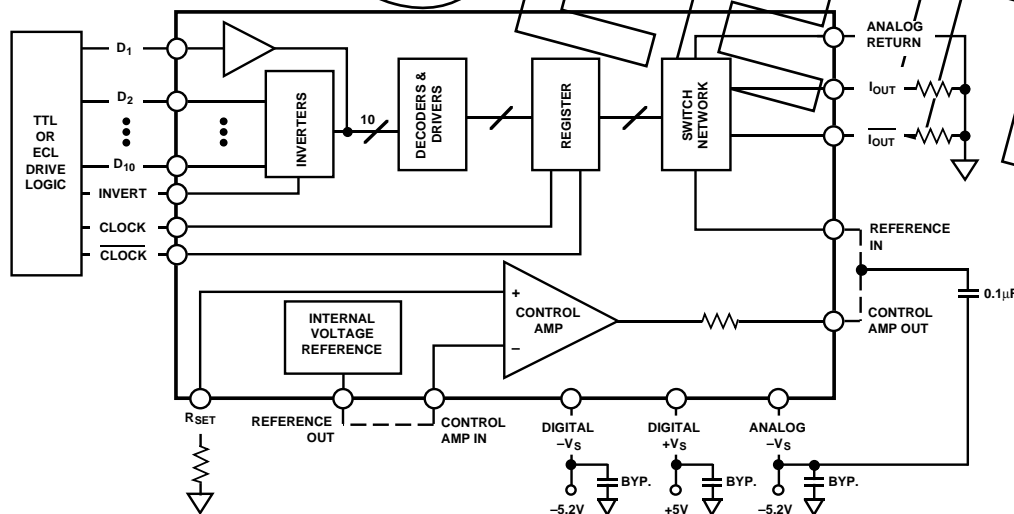 TTL
OR
ECL
DRIVE
LOGIC
D1
D2
D10
INVERT
CLOCK
CLOCK
INVERTERS
10
DECODERS &
DRIVERS
REGISTER
SWITCH
NETWORK
ANALOG
RETURN
IOUT
IOUT
REFERENCE
IN
0.1µF
CONTROL
AMP OUT
+
CONTROL
AMP
–
INTERNAL
VOLTAGE
REFERENCE
RSET
REFERENCE
OUT
CONTROL
AMP IN
DIGITAL
–VS
DIGITAL
+VS
ANALOG
–VS
BYP.
BYP.
BYP.
–5.2V
+5V
–5.2V